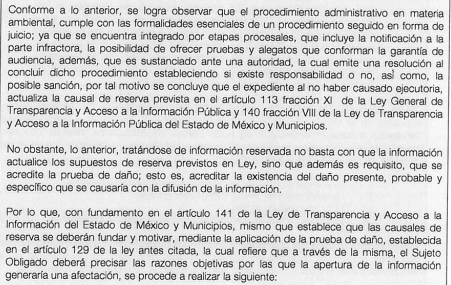 Conforme a lo anterior, se logra observar que el procedimiento administrativo en materia
ambiental, cumple con las formalidades esenciales de un procedimiento seguido en forma de
juicio; ya que se encuentra integrado por etapas procesales, que incluye la notificación a la
parte infractora, la posibilidad de ofrecer pruebas y alegatos que conforman la garantía de
audiencia, además, que es sustanciado ante una autoridad, la cual emite una resolución al
concluir dicho procedimiento estableciendo si existe responsabilidad o no, así como, la
posible sanción, por tal motivo se concluye que el expediente al no haber causado ejecutoria,
actualiza la causal de reserva prevista en el artículo 113 fracción XI de la Ley General de
Transparencia y Acceso a la Información Pública y 140 fracción VIII de la Ley de Transparencia
y Acceso a la Información Pública del Estado de México y Municipios.
No obstante, lo anterior, tratándose de información reservada no basta con que la información
actualice los supuestos de reserva previstos en Ley, sino que además es requisito, que se
acredite la prueba de daño; esto es, acreditar la existencia del daño presente, probable y
específico que se causaría con la difusión de la información.
Por lo que, con fundamento en el artículo 141 de la Ley de Transparencia y Acceso a la
Información del Estado de México y Municipios, mismo que establece que las causales de
reserva se deberán fundar y motivar, mediante la aplicación de la prueba de daño, establecida
en el artículo 129 de la ley antes citada, la cual refiere que a través de la misma, el Sujeto
Obligado deberá precisar las razones objetivas por las que la apertura de la información
generaría una afectación, se procede a realizar la siguiente: